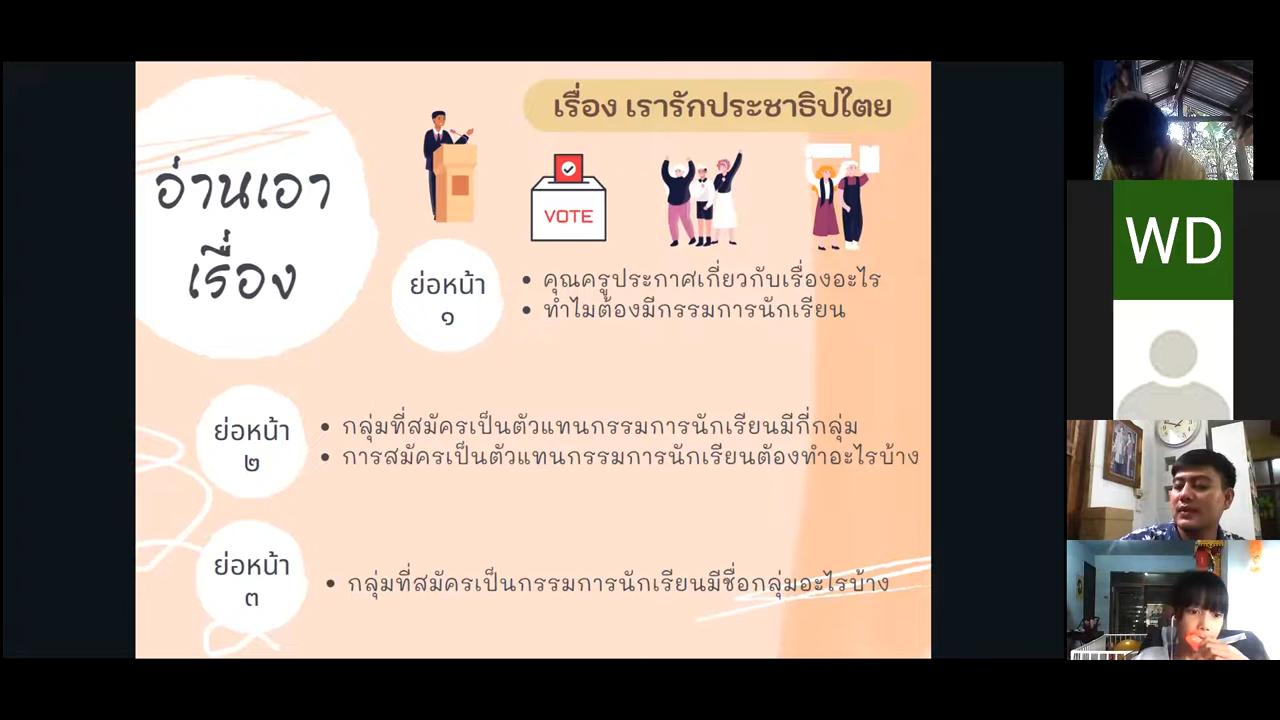 เรื่อง เรารักประชาธิปไตย
อ่านเอา
เรื่อง
VOTE
ย่อหน้า
๑
คุณครูประกาศเกี่ยวกับเรื่องอะไร
ทำไมต้องมีกรรมการนักเรียน
ย่อหน้า
๒
กลุ่มที่สมัครเป็นตัวแทนกรรมการนักเรียนมีกี่กลุ่ม
การสมัครเป็นตัวแทนกรรมการนักเรียนต้องทำอะไรบ้าง
ย่อหน้า
๓
กลุ่มที่สมัครเป็นกรรมการนักเรียนมีชื่อกลุ่มอะไรบ้าง
WD